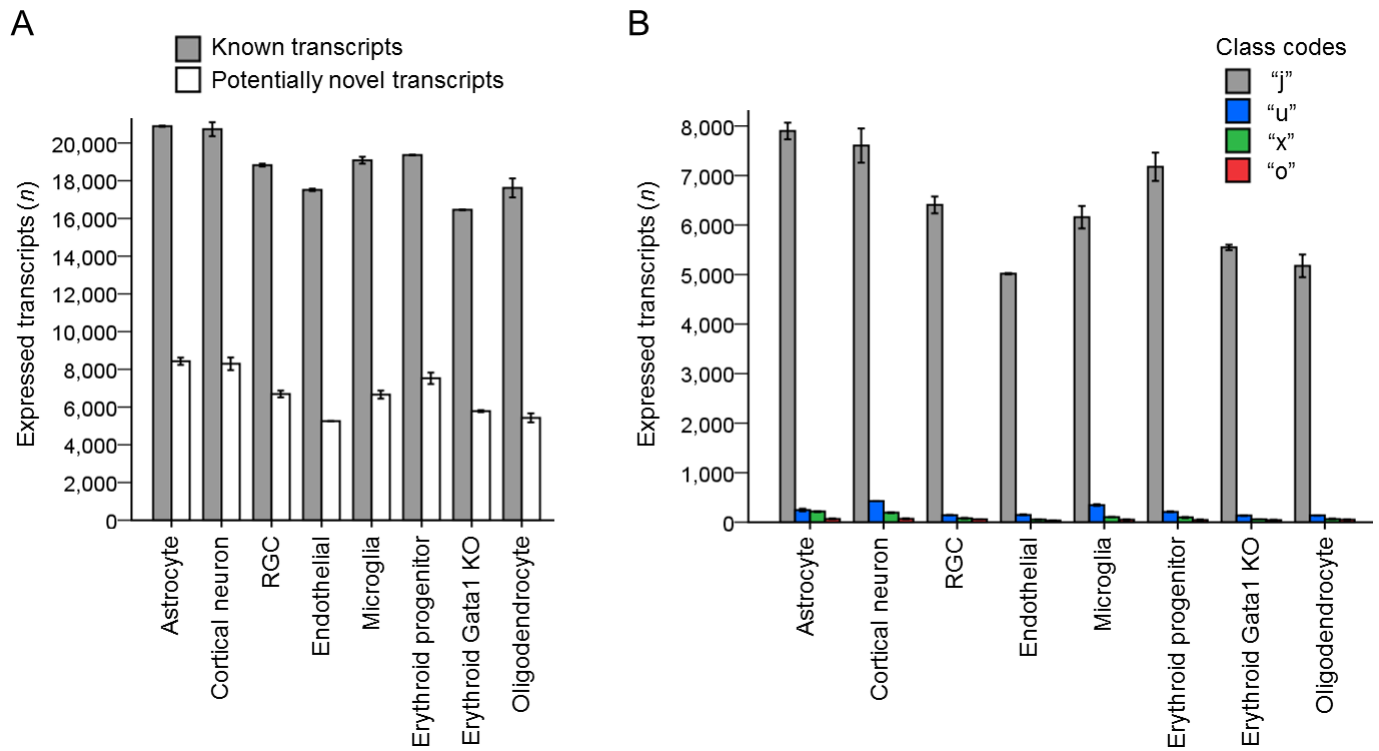 A
Known transcripts
Potentially novel transcripts
Expressed transcripts (n)
20,000
18,000
16,000
14,000
12,000
10,000
8,000
6,000
4,000
2,000
0
Astrocyte
Cortical neuron
RGC
Endothelial
Microglia
Erythroid progenitor
Erythroid Gata1 KO
Oligodendrocyte
B
Class codes
“j”
“u”
“x”
“o”
Expressed transcripts (n)
8,000
7,000
6,000
5,000
4,000
3,000
2,000
1,000
0
Astrocyte
Cortical neuron
RGC
Endothelial
Microglia
Erythroid progenitor
Erythroid Gata1 KO
Oligodendrocyte